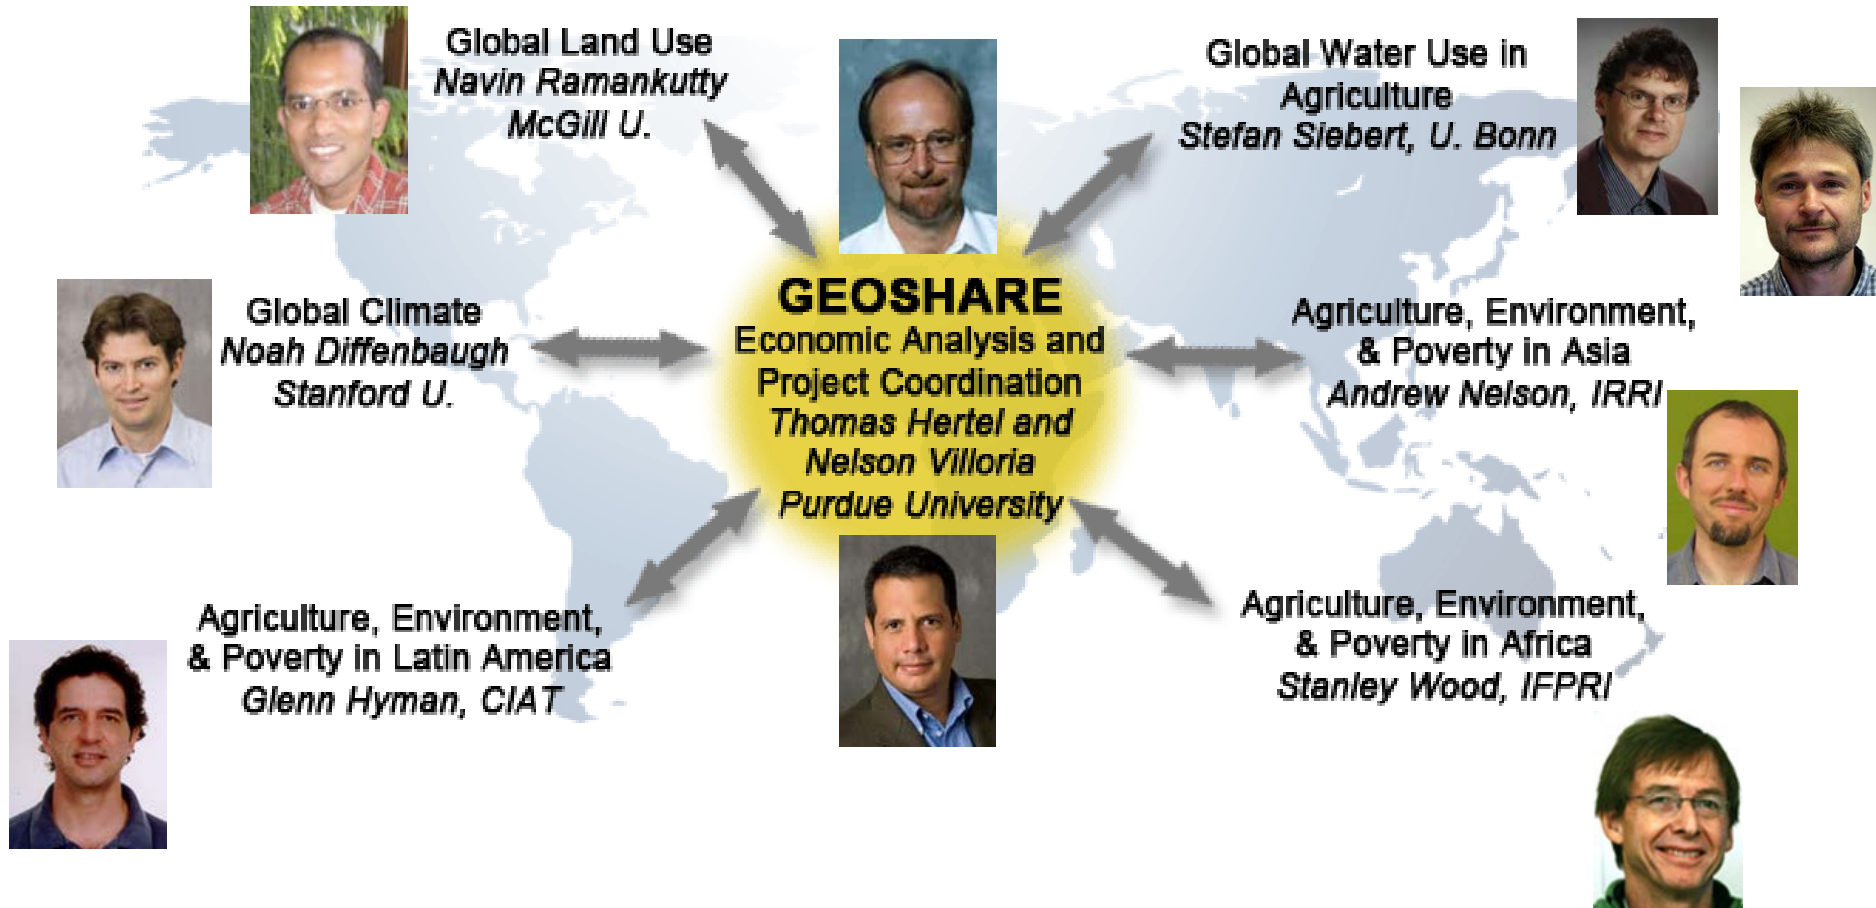 Global Land Use
Navin Ramankutty
McGill U.
Global Water Use in
Agriculture
Stefan Siebert, U. Bonn
Global Climate
Noah Diffenbaugh
Stanford U.
GEOSHARE
Economic Analysis and
Project Coordination
Thomas Hertel and
Nelson Villoria
Purdue University
Agriculture, Environment,
& Poverty in Asia
Andrew Nelson, IRRI
Agriculture, Environment,
& Poverty in Latin America
Glenn Hyman, CIAT
Agriculture, Environment,
& Poverty in Africa
Stanley Wood, IFPRI